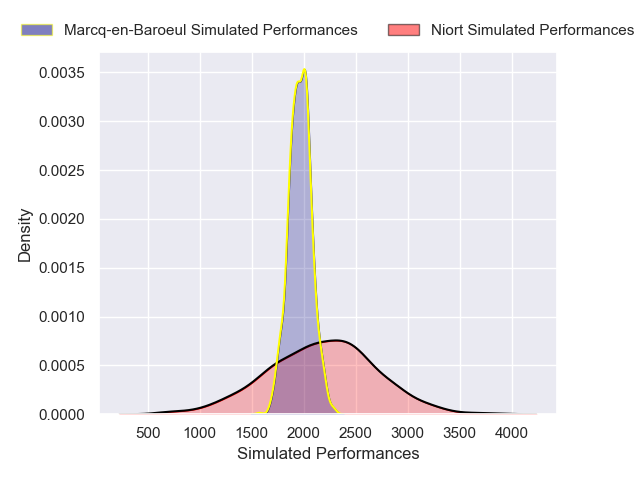 Marcq-en-Baroeul Simulated Performances
Niort Simulated Performances
0.0035
0.0030
0.0025
0.0020
0.0015
0.0010
0.0005
0.0000
Density
500 1000 1500 2000 2500 3000 3500 4000
Simulated Performances